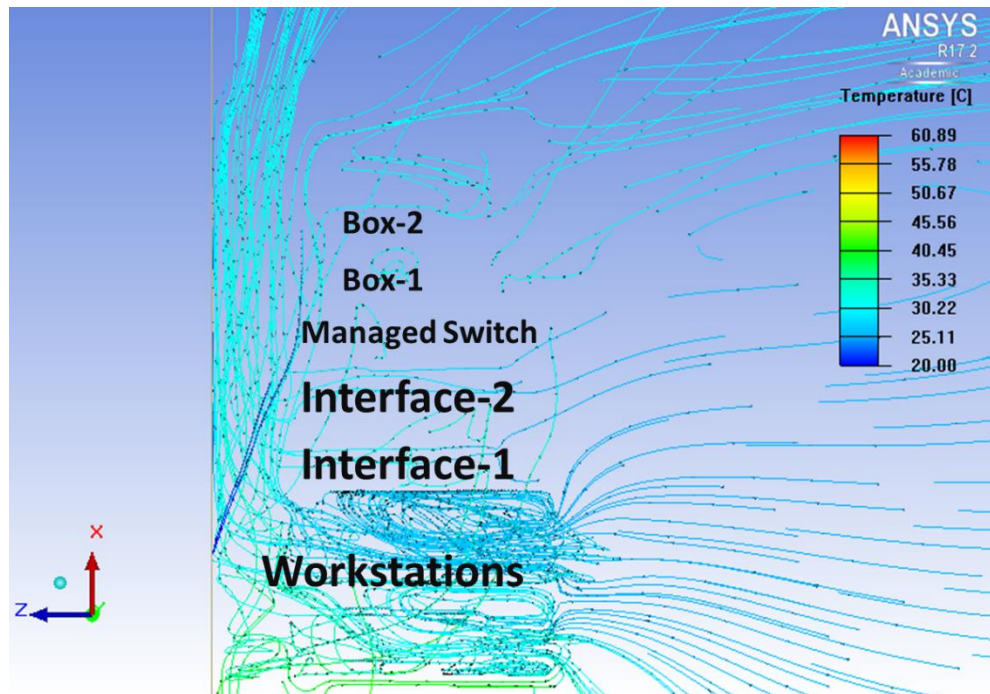 ANSYS
R17.2
Academic
Temperature [C]
60.89
55.78
50.67
45.56
40.45
35.33
30.22
25.11
20.00
Box-2
Box-1
Managed Switch
Interface-2
Interface-1
Workstations
X
Z